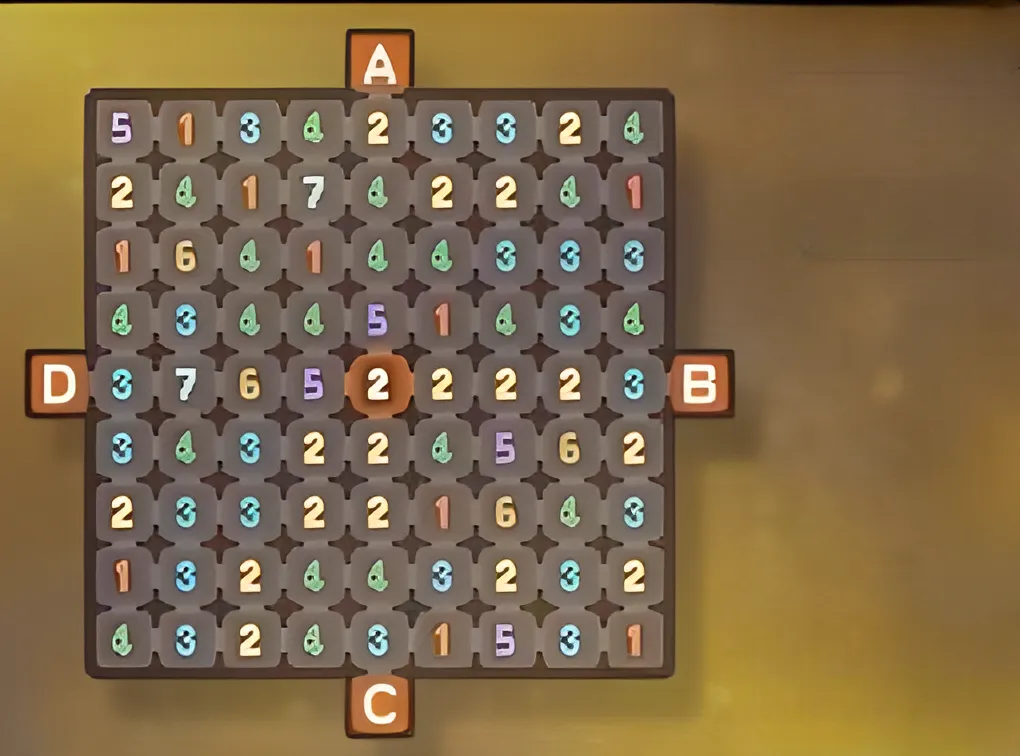 A
5 1 3 4 2 3 3 2 4
2 4 1 7 4 2 2 4 1
1 6 4 1 4 4 3 3 3
4 3 4 4 5 1 4 3 4
D 3 7 6 5 2 2 2 2 3 B
3 4 3 2 2 4 5 6 2
2 3 3 2 2 1 6 4 3
1 3 2 4 4 3 2 3 2
4 3 2 4 3 1 5 3 1
C